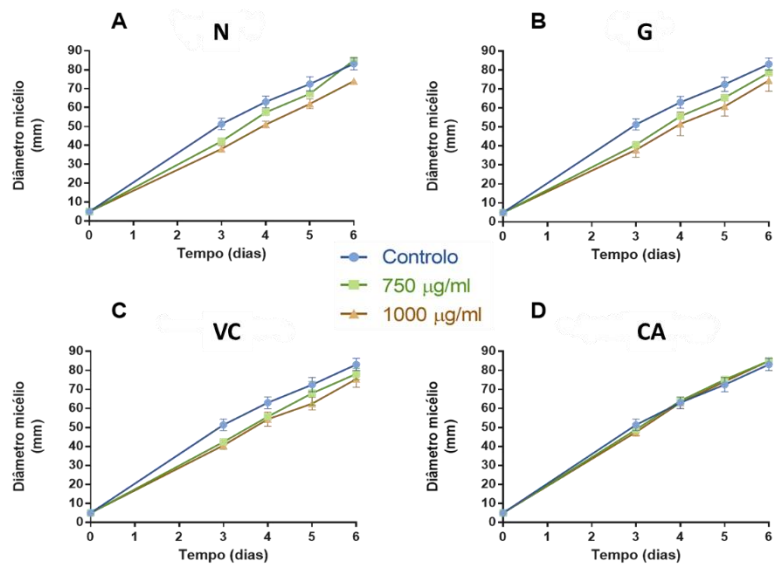 A
N
Diâmetro micélio
(mm)
90
80
70
60
50
40
30
20
10
0
0 1 2 3 4 5 6
Tempo (dias)
B
G
Diâmetro micélio
(mm)
90
80
70
60
50
40
30
20
10
0
0 1 2 3 4 5 6
Tempo (dias)
Controlo
750 µg/ml
1000 µg/ml
C
VC
Diâmetro micélio
(mm)
90
80
70
60
50
40
30
20
10
0
0 1 2 3 4 5 6
Tempo (dias)
D
CA
Diâmetro micélio
(mm)
90
80
70
60
50
40
30
20
10
0
0 1 2 3 4 5 6
Tempo (dias)